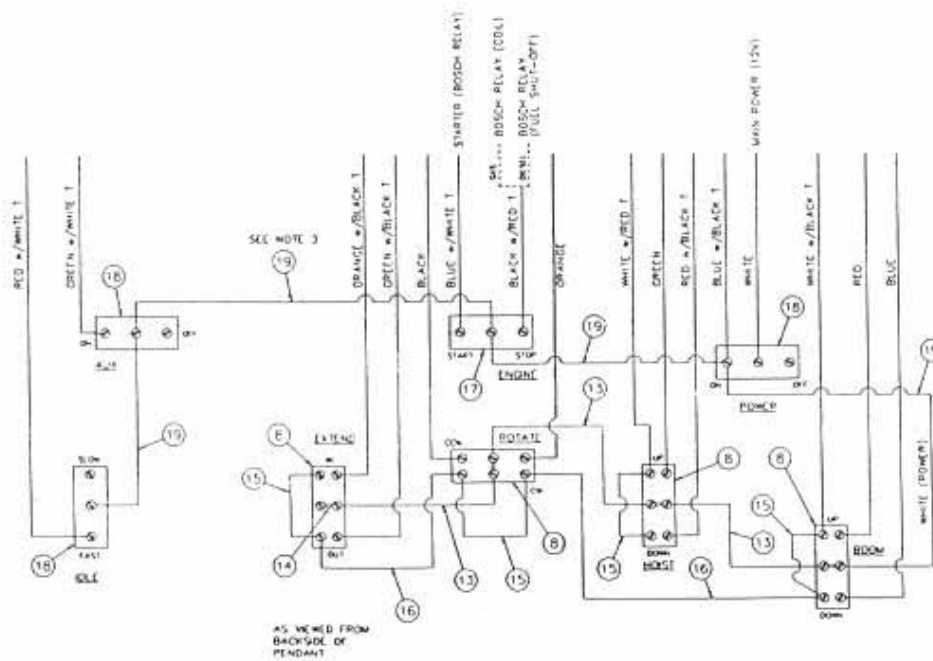 RED w/WHITE T
GREEN w/WHITE T
SEE NOTE 3
19
ORANGE w/BLACK T
GREEN w/BLACK T
BLACK
STARTER (BOSCH RELAY)
BLUE w/WHITE T
GAS
BOSCH RELAY (COIL)
BOSCH RELAY
(FUEL SHUT-OFF)
BLACK w/RED T
ORANGE
WHITE w/RED T
GREEN
RED w/BLACK T
BLUE w/BLACK T
MAIN POWER (12V)
WHITE
WHITE w/BLACK T
RED
BLUE
18
ON
OFF
AUX
START
STOP
17
ENGINE
19
18
ON
OFF
POWER
19
SLOW
FAST
18
IDLE
EXTEND
8
IN
OUT
15
14
16
CCW
ROTATE
CW
13
8
13
15
UP
8
DOWN
HOIST
15
13
16
8
UP
15
BOOM
DOWN
WHITE (POWER)
AS VIEWED FROM
BACKSIDE OF
PENDANT